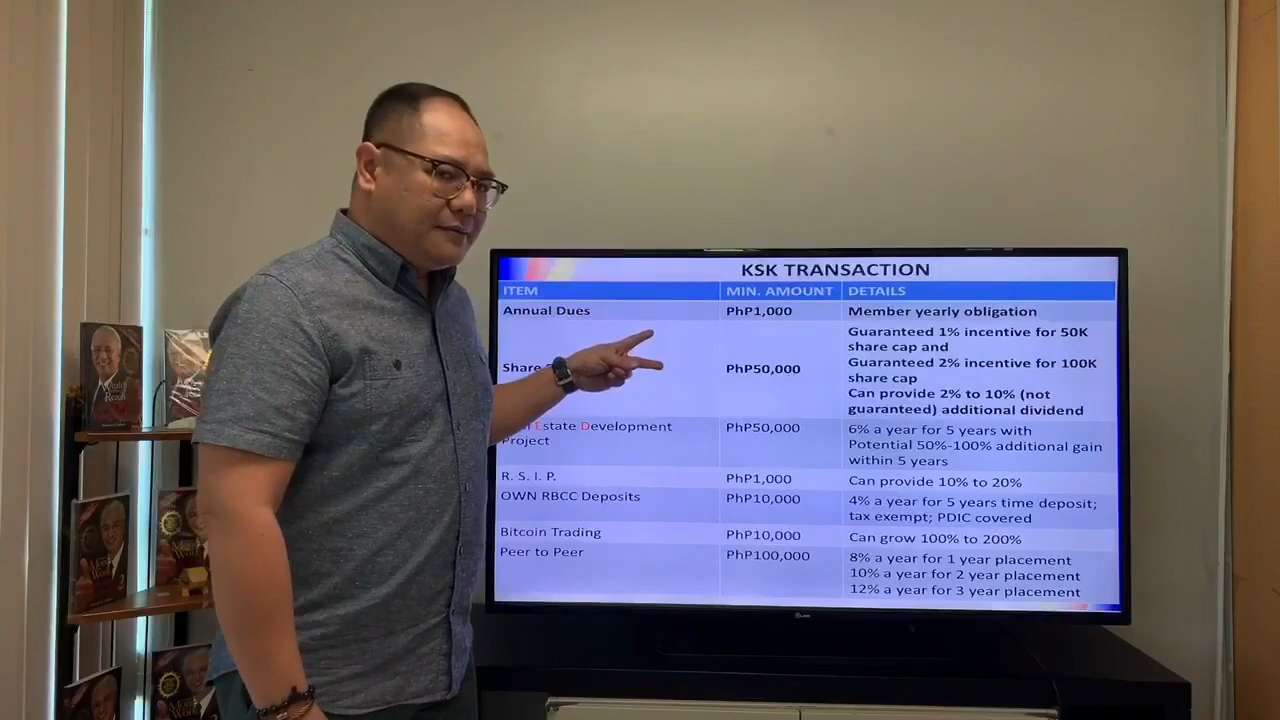 KSK TRANSACTION
ITEM MIN. AMOUNT DETAILS
Annual Dues PhP1,000 Member yearly obligation
Guaranteed 1% incentive for 50K
share cap and
Share PhP50,000 Guaranteed 2% incentive for 100K
share cap
Can provide 2% to 10% (not
guaranteed) additional dividend
Estate Development PhP50,000 6% a year for 5 years with
Project Potential 50%-100% additional gain
within 5 years
R. S. I. P. PhP1,000 Can provide 10% to 20%
OWN RBCC Deposits PhP10,000 4% a year for 5 years time deposit;
tax exempt; PDIC covered
Bitcoin Trading PhP10,000 Can grow 100% to 200%
Peer to Peer PhP100,000 8% a year for 1 year placement
10% a year for 2 year placement
12% a year for 3 year placement
Wealth
Reach